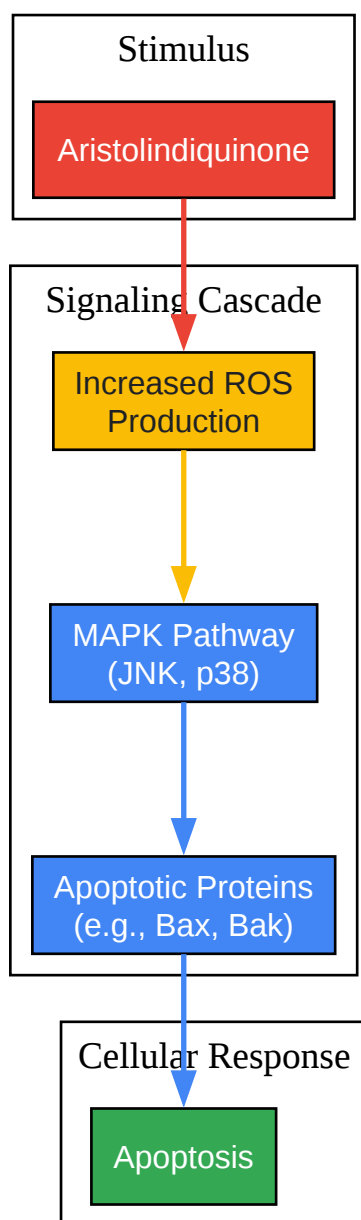 Stimulus
Aristolindiquinone
Signaling Cascade
Increased ROS
Production
MAPK Pathway
(JNK, p38)
Apoptotic Proteins
(e.g., Bax, Bak)
Cellular Response
Apoptosis